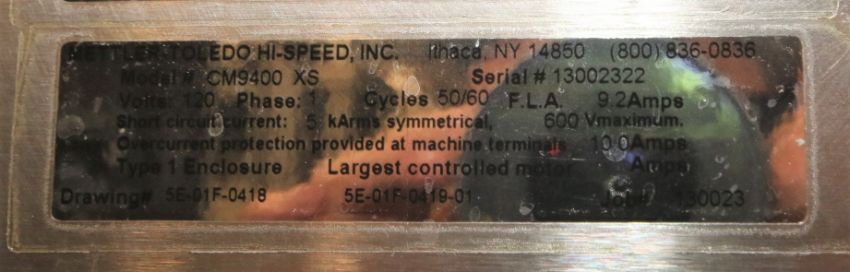 METTLER-TOLEDO HI-SPEED, INC. Ithaca, NY 14850 (800) 836-0836
Model # CM9400 XS Serial # 13002322
Volts: 120 Phase: 1 Cycles 50/60 F.L.A. 9.2Amps
Short circuit current: 5 kArms symmetrical, 600 Vmaximum.
Overcurrent protection provided at machine terminals 10.0Amps
Type 1 Enclosure Largest controlled motor Amps
Drawing# 5E-01F-0418 5E-01F-0419-01 Job# 130023